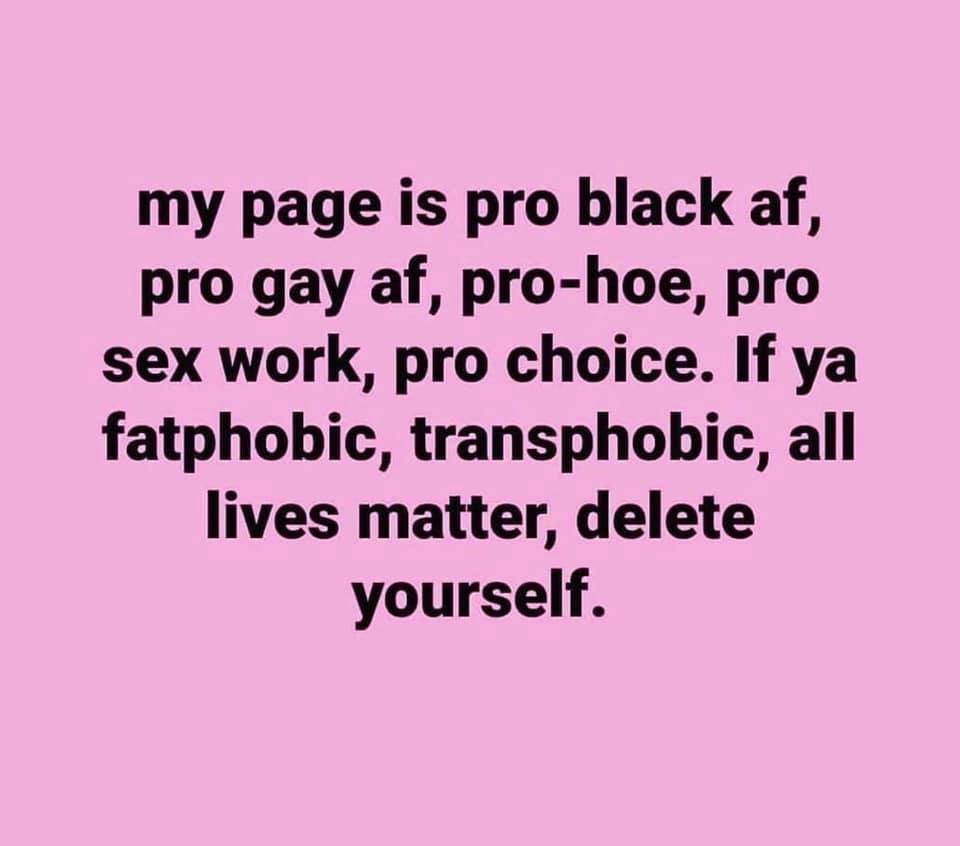 my page is pro black af,
pro gay af, pro-hoe, pro
sex work, pro choice. If ya
fatphobic, transphobic, all
lives matter, delete
yourself.